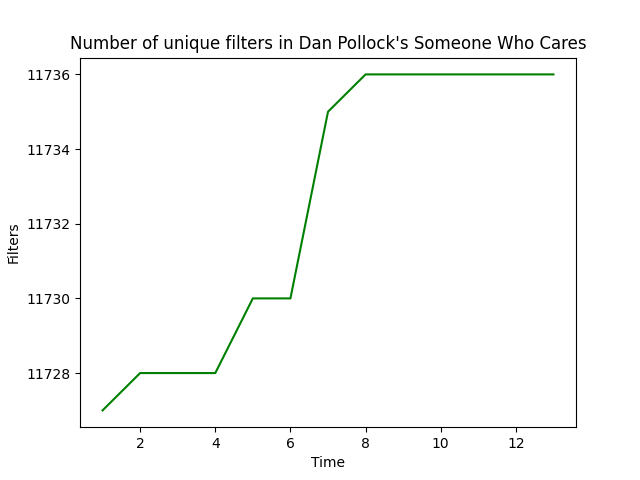 Number of unique filters in Dan Pollock's Someone Who Cares
11736
11734
11732
11730
11728
Filters
2 4 6 8 10 12
Time